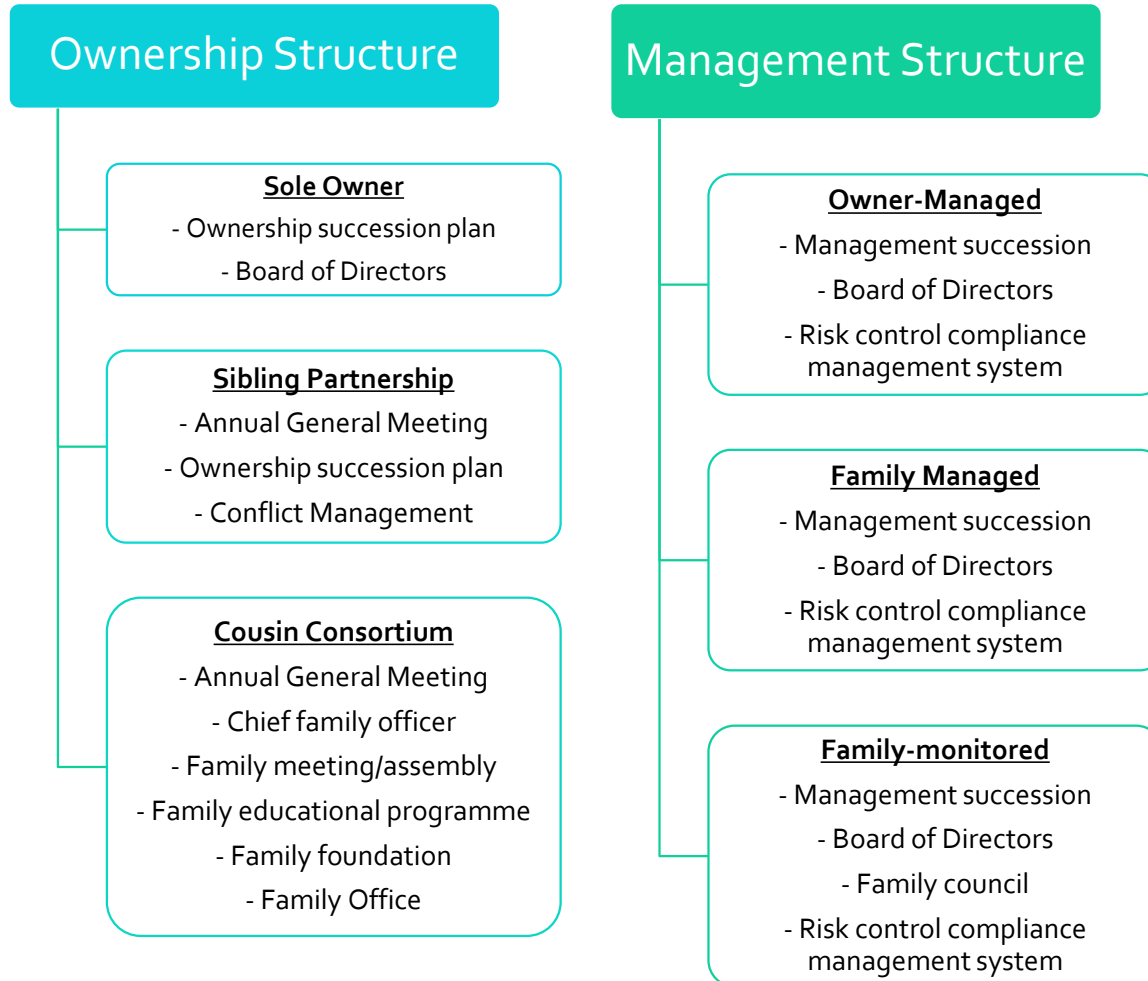 Ownership Structure
Sole Owner
- Ownership succession plan
- Board of Directors
Sibling Partnership
- Annual General Meeting
- Ownership succession plan
- Conflict Management
Cousin Consortium
- Annual General Meeting
- Chief family officer
- Family meeting/assembly
- Family educational programme
- Family foundation
- Family Office
Management Structure
Owner-Managed
- Management succession
- Board of Directors
- Risk control compliance
management system
Family Managed
- Management succession
- Board of Directors
- Risk control compliance
management system
Family-monitored
- Management succession
- Board of Directors
- Family council
- Risk control compliance
management system